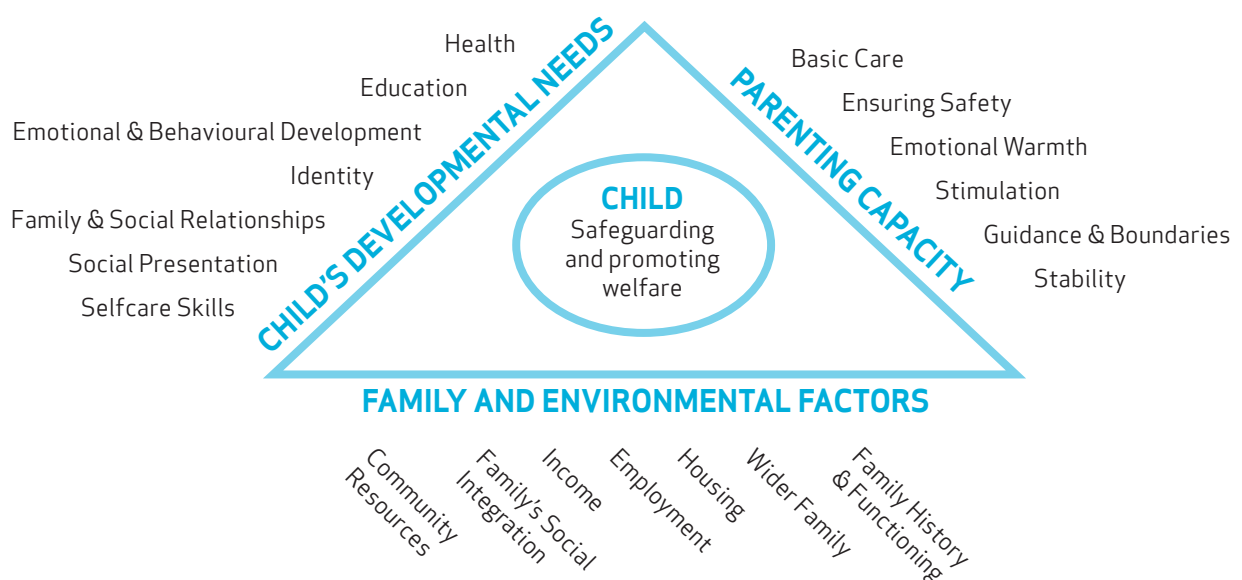 Health
Education
Emotional & Behavioural Development
Identity
Family & Social Relationships
Social Presentation
Selfcare Skills
CHILD'S DEVELOPMENTAL NEEDS
CHILD
Safeguarding
and promoting
welfare
PARENTING CAPACITY
Basic Care
Ensuring Safety
Emotional Warmth
Stimulation
Guidance & Boundaries
Stability
FAMILY AND ENVIRONMENTAL FACTORS
Community
Resources
Family's Social
Integration
Income
Employment
Housing
Wider Family
Family History
& Functioning